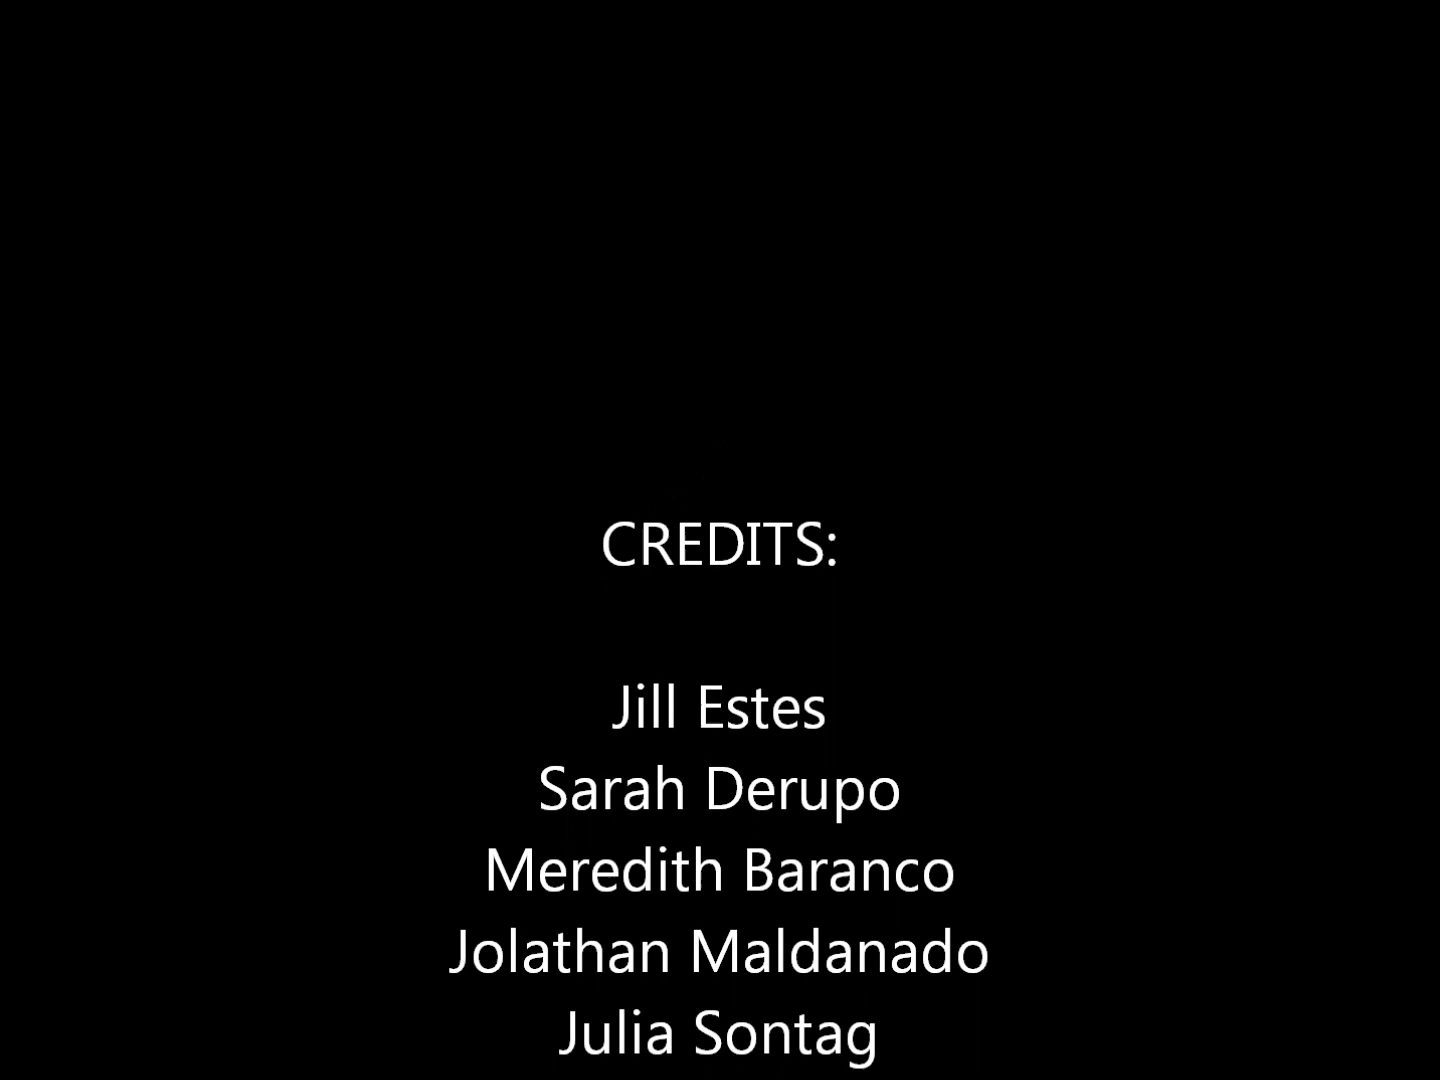 CREDITS:
Jill Estes
Sarah Derupo
Meredith Baranco
Jolathan Maldanado
Julia Sontag